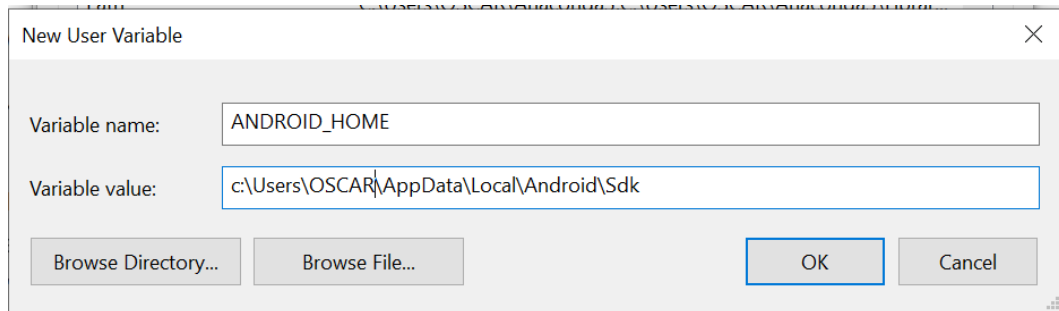 New User Variable
Variable name:
ANDROID_HOME
Variable value:
c:\Users\OSCAR\AppData\Local\Android\Sdk
Browse Directory...
Browse File...
OK
Cancel